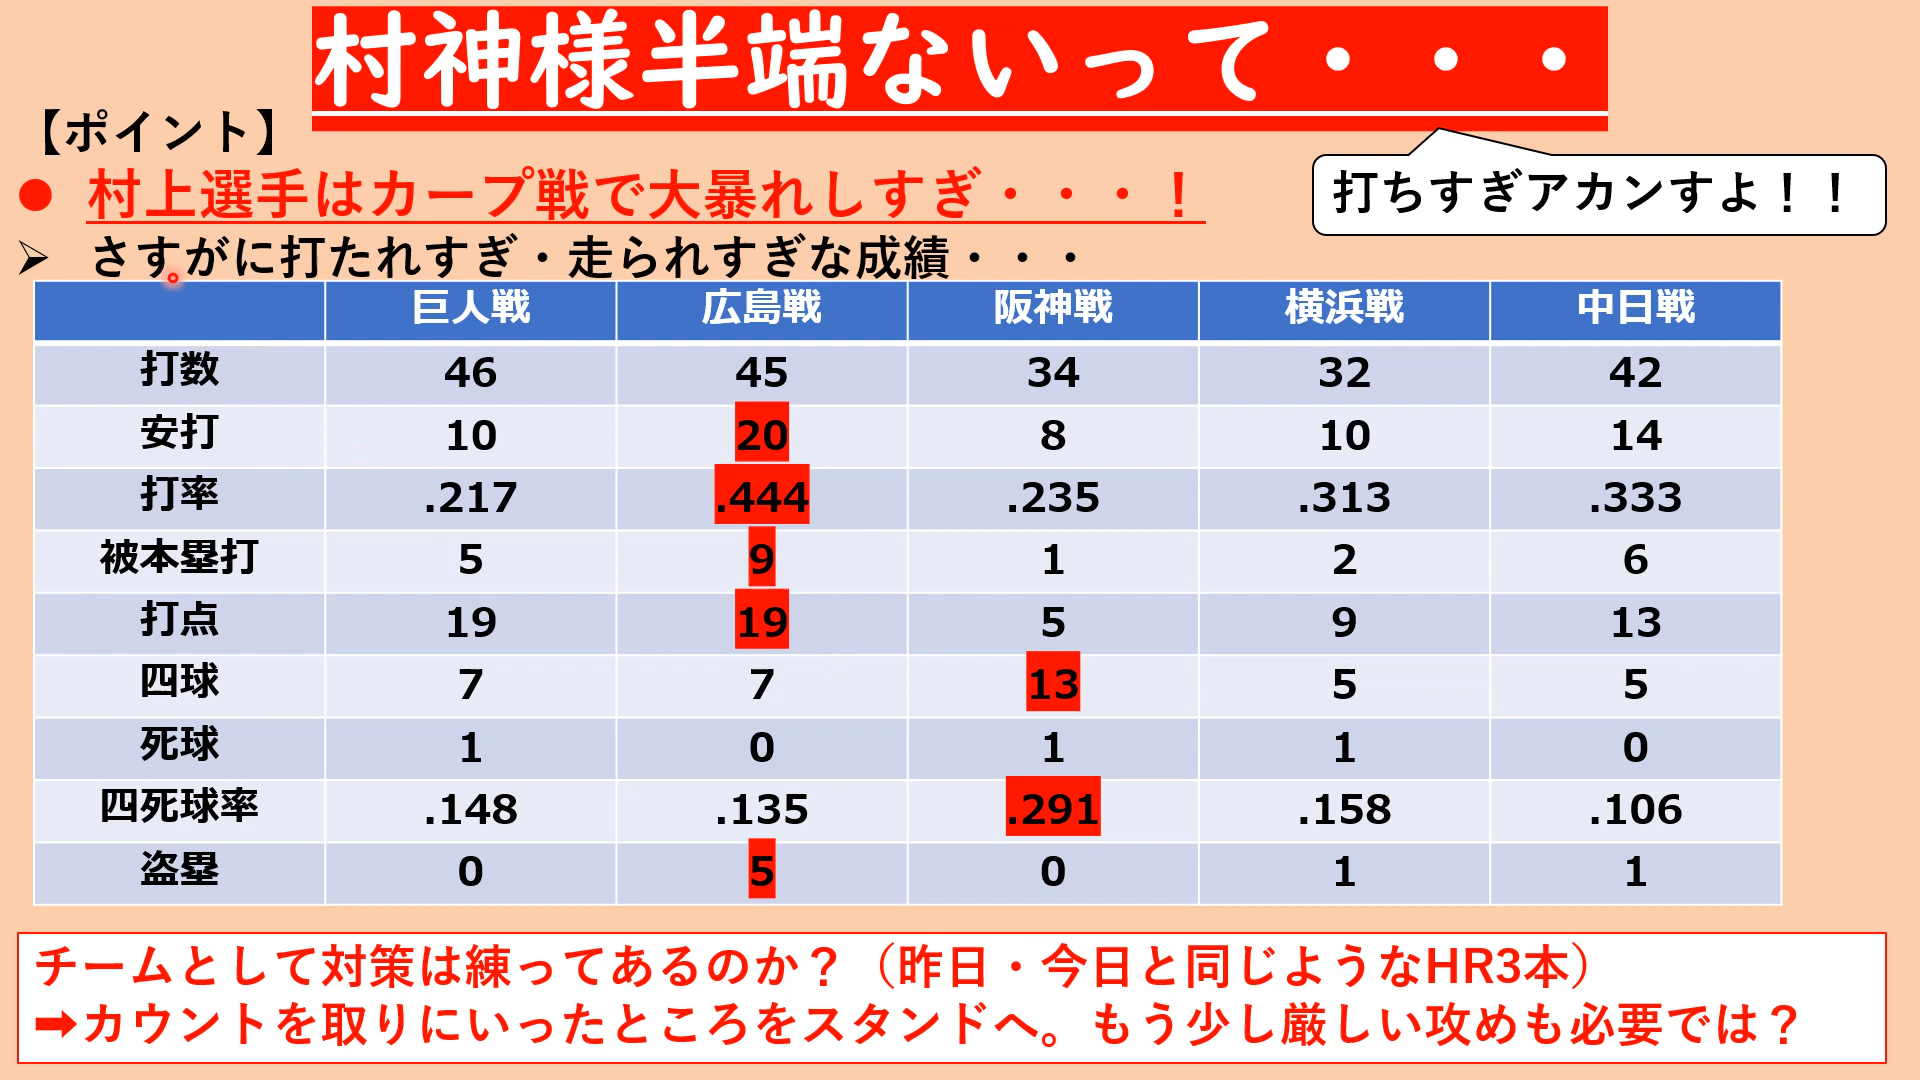 村神様半端ないって・・・
【ポイント】
● 村上選手はカープ戦で大暴れしすぎ・・・！
打ちすぎアカンすよ！！
➢ さすがに打たれすぎ・走られすぎな成績・・・
巨人戦 広島戦 阪神戦 横浜戦 中日戦
打数 46 45 34 32 42
安打 10 20 8 10 14
打率 .217 .444 .235 .313 .333
被本塁打 5 9 1 2 6
打点 19 19 5 9 13
四球 7 7 13 5 5
死球 1 0 1 1 0
四死球率 .148 .135 .291 .158 .106
盗塁 0 5 0 1 1
チームとして対策は練ってあるのか？（昨日・今日と同じようなHR3本）
➡カウントを取りにいったところをスタンドへ。もう少し厳しい攻めも必要では？